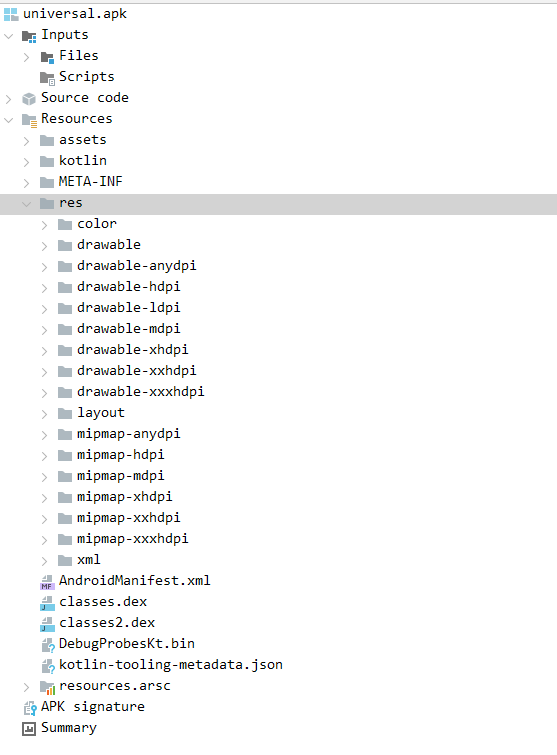 universal.apk
Inputs
Files
Scripts
Source code
Resources
assets
kotlin
META-INF
res
color
drawable
drawable-anydpi
drawable-hdpi
drawable-ldpi
drawable-mdpi
drawable-xhdpi
drawable-xxhdpi
drawable-xxxhdpi
layout
mipmap-anydpi
mipmap-hdpi
mipmap-mdpi
mipmap-xhdpi
mipmap-xxhdpi
mipmap-xxxhdpi
xml
AndroidManifest.xml
classes.dex
classes2.dex
DebugProbesKt.bin
kotlin-tooling-metadata.json
resources.arsc
APK signature
Summary